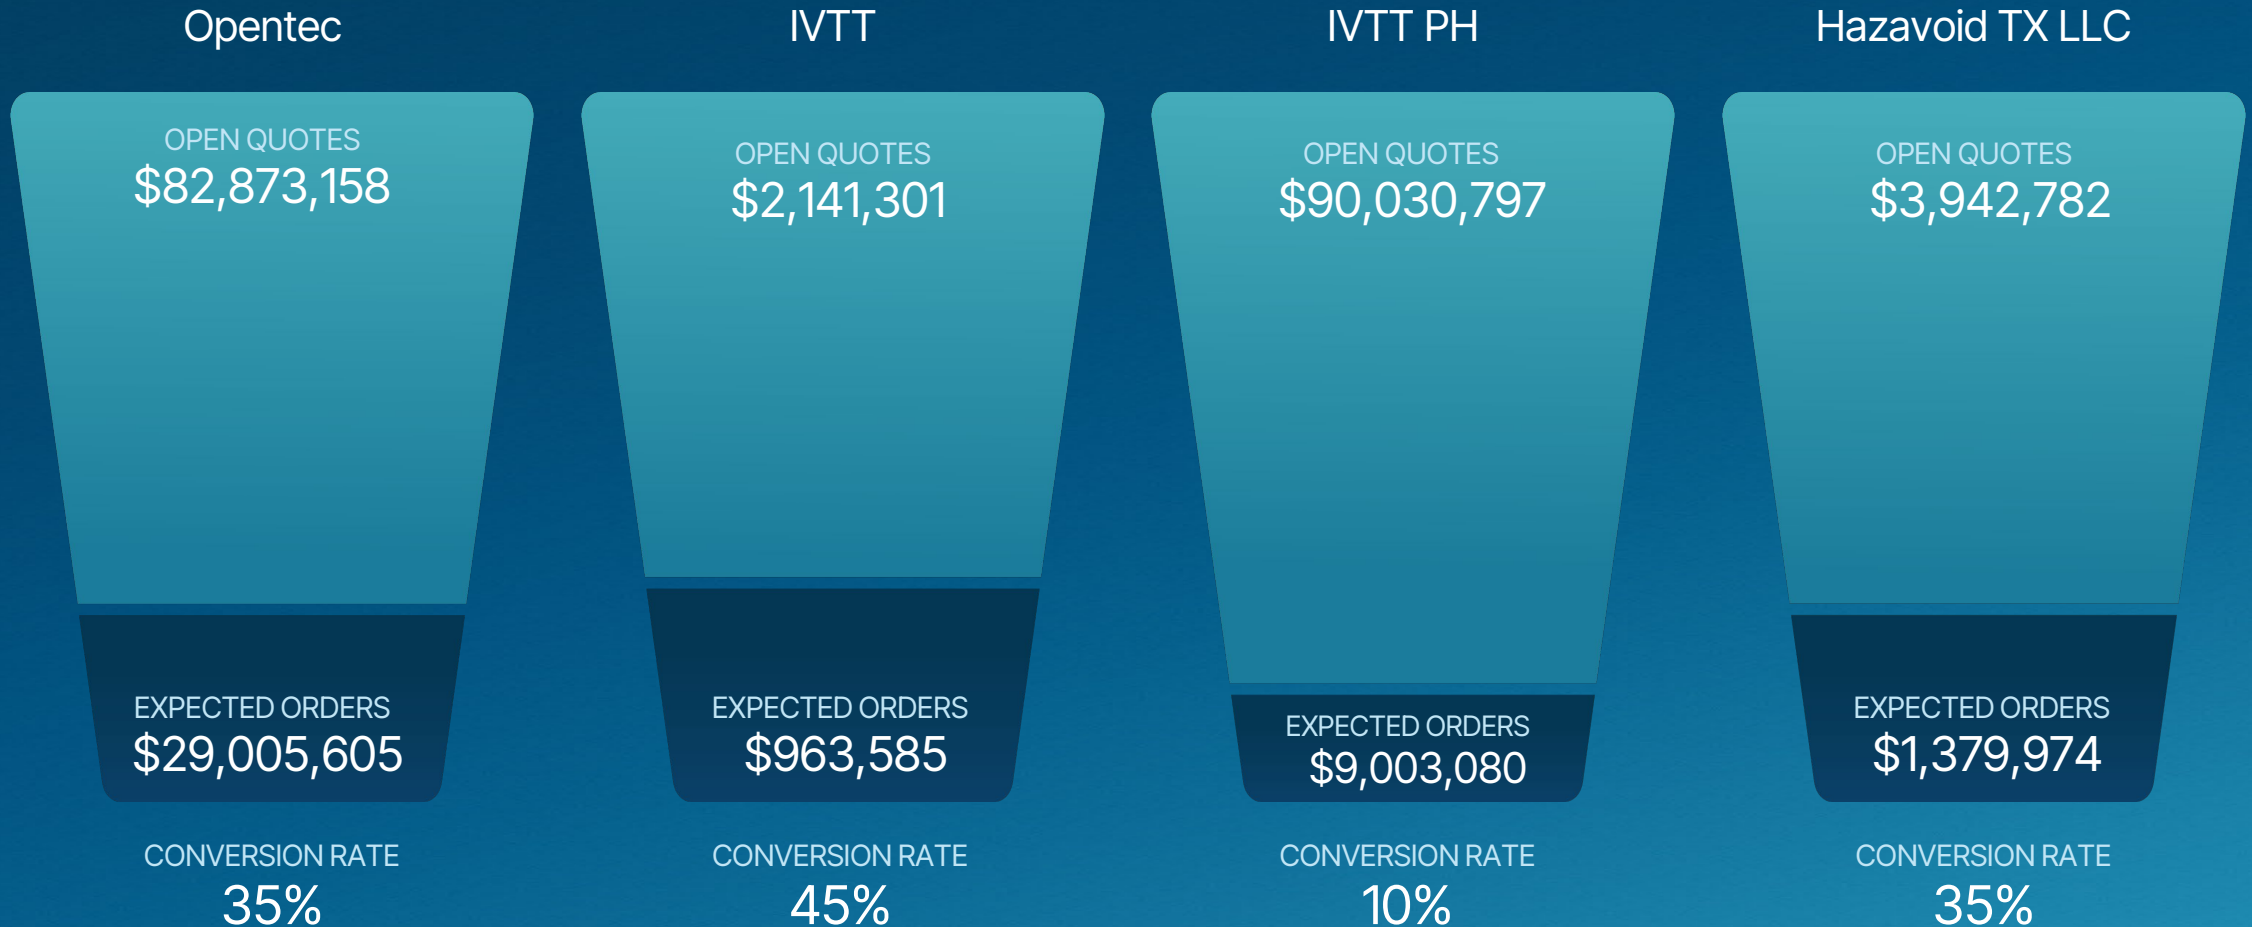 Opentec
OPEN QUOTES
$82,873,158
EXPECTED ORDERS
$29,005,605
CONVERSION RATE
35%
IVTT
OPEN QUOTES
$2,141,301
EXPECTED ORDERS
$963,585
CONVERSION RATE
45%
IVTT PH
OPEN QUOTES
$90,030,797
EXPECTED ORDERS
$9,003,080
CONVERSION RATE
10%
Hazavoid TX LLC
OPEN QUOTES
$3,942,782
EXPECTED ORDERS
$1,379,974
CONVERSION RATE
35%